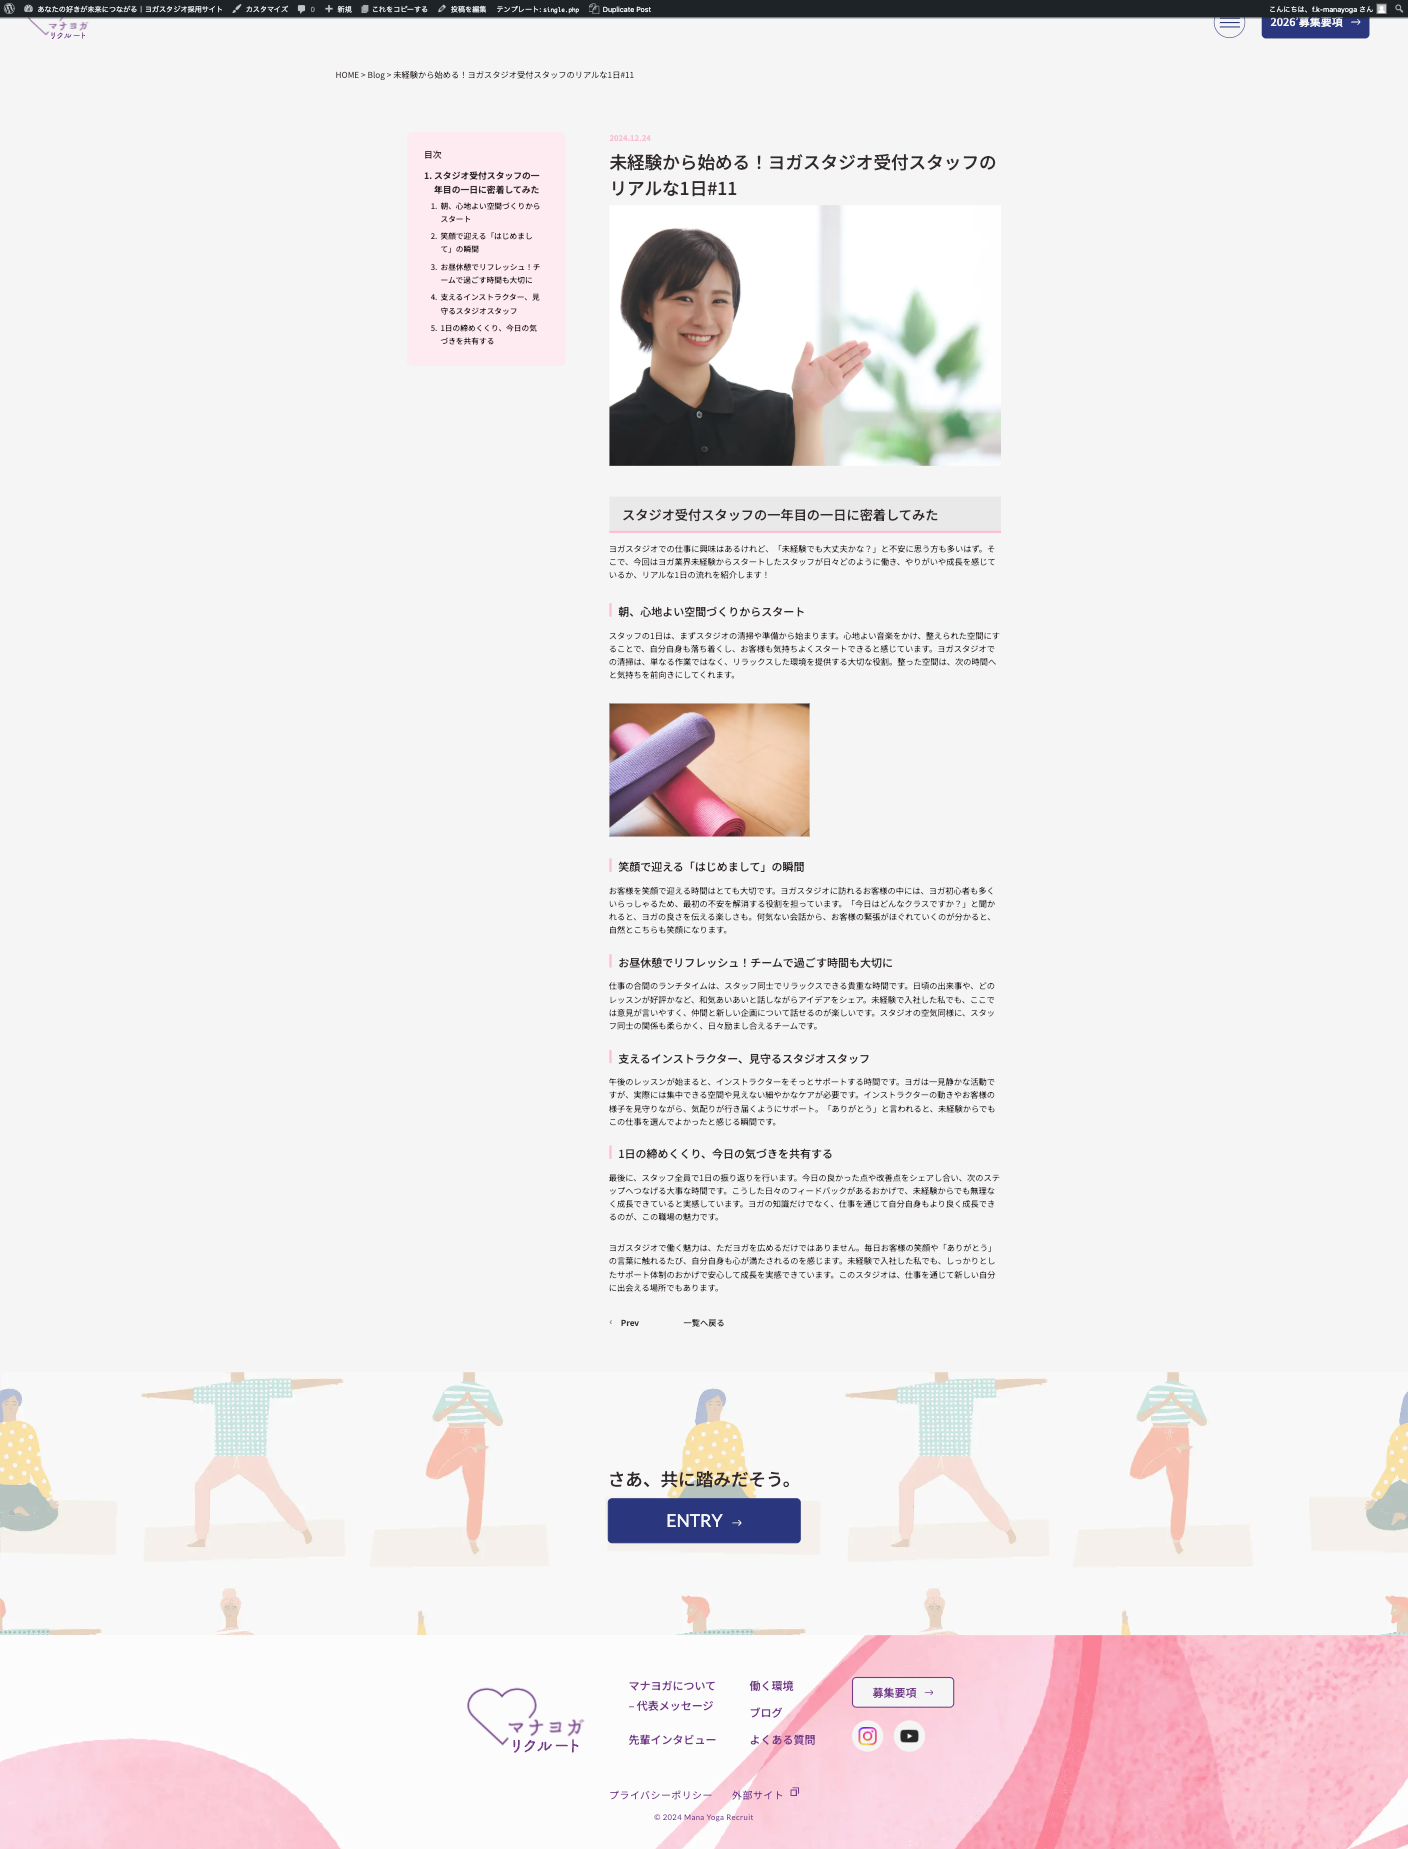 あなたの好きが未来につながる｜ヨガスタジオ採用サイト カスタマイズ 0 新規 これをコピーする 投稿を編集 テンプレート: single.php Duplicate Post こんにちは、f.k-manayoga さん
マナヨガ
リクルート
2026 募集要項 →
HOME > Blog > 未経験から始める！ヨガスタジオ受付スタッフのリアルな1日#11
目次
1. スタジオ受付スタッフの一
年目の一日に密着してみた
1. 朝、心地よい空間づくりから
スタート
2. 笑顔で迎える「はじめまし
て」の瞬間
3. お昼休憩でリフレッシュ！チ
ームで過ごす時間も大切に
4. 支えるインストラクター、見
守るスタジオスタッフ
5. 1日の締めくくり、今日の気
づきを共有する
2024.12.24
未経験から始める！ヨガスタジオ受付スタッフの
リアルな1日#11
スタジオ受付スタッフの一年目の一日に密着してみた
ヨガスタジオでの仕事に興味はあるけれど、「未経験でも大丈夫かな？」と不安に思う方も多いはず。そ
こで、今回はヨガ業界未経験からスタートしたスタッフが日々どのように働き、やりがいや成長を感じて
いるか、リアルな1日の流れを紹介します！
朝、心地よい空間づくりからスタート
スタッフの1日は、まずスタジオの清掃や準備から始まります。心地よい音楽をかけ、整えられた空間にす
ることで、自分自身も落ち着くし、お客様も気持ちよくスタートできると感じています。ヨガスタジオで
の清掃は、単なる作業ではなく、リラックスした環境を提供する大切な役割。整った空間は、次の時間へ
と気持ちを前向きにしてくれます。
笑顔で迎える「はじめまして」の瞬間
お客様を笑顔で迎える時間はとても大切です。ヨガスタジオに訪れるお客様の中には、ヨガ初心者も多く
いらっしゃるため、最初の不安を解消する役割を担っています。「今日はどんなクラスですか？」と聞か
れると、ヨガの良さを伝える楽しさも。何気ない会話から、お客様の緊張がほぐれていくのが分かると、
自然とこちらも笑顔になります。
お昼休憩でリフレッシュ！チームで過ごす時間も大切に
仕事の合間のランチタイムは、スタッフ同士でリラックスできる貴重な時間です。日頃の出来事や、どの
レッスンが好評かなど、和気あいあいと話しながらアイデアをシェア。未経験で入社した私でも、ここで
は意見が言いやすく、仲間と新しい企画について話せるのが楽しいです。スタジオの空気同様に、スタッ
フ同士の関係も柔らかく、日々励まし合えるチームです。
支えるインストラクター、見守るスタジオスタッフ
午後のレッスンが始まると、インストラクターをそっとサポートする時間です。ヨガは一見静かな活動で
すが、実際には集中できる空間や見えない細やかなケアが必要です。インストラクターの動きやお客様の
様子を見守りながら、気配りが行き届くようにサポート。「ありがとう」と言われると、未経験からでも
この仕事を選んでよかったと感じる瞬間です。
1日の締めくくり、今日の気づきを共有する
最後に、スタッフ全員で1日の振り返りを行います。今日の良かった点や改善点をシェアし合い、次のステ
ップへつなげる大事な時間です。こうした日々のフィードバックがあるおかげで、未経験からでも無理な
く成長できていると実感しています。ヨガの知識だけでなく、仕事を通じて自分自身もより良く成長でき
るのが、この職場の魅力です。
ヨガスタジオで働く魅力は、ただヨガを広めるだけではありません。毎日お客様の笑顔や「ありがとう」
の言葉に触れるたび、自分自身も心が満たされるのを感じます。未経験で入社した私でも、しっかりとし
たサポート体制のおかげで安心して成長を実感できています。このスタジオは、仕事を通じて新しい自分
に出会える場所でもあります。
‹ Prev 一覧へ戻る
さあ、共に踏みだそう。
ENTRY →
マナヨガ
リクルート
マナヨガについて
– 代表メッセージ
先輩インタビュー
働く環境
ブログ
よくある質問
募集要項 →
プライバシーポリシー 外部サイト
© 2024 Mana Yoga Recruit